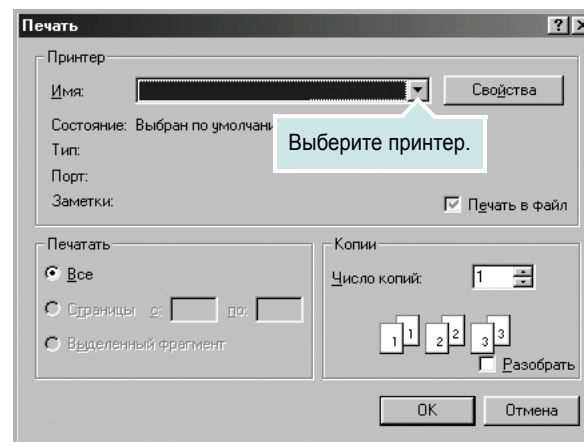 Печать
Принтер
Имя:
Свойства
Состояние: Выбран по
Выберите принтер.
Тип:
Порт:
Заметки:
Печать в файл
Печатать
Все
Страницы с: по:
Выделенный фрагмент
Копии
Число копий: 1
1 1 2 2 3 3
Разобрать
OK
Отмена